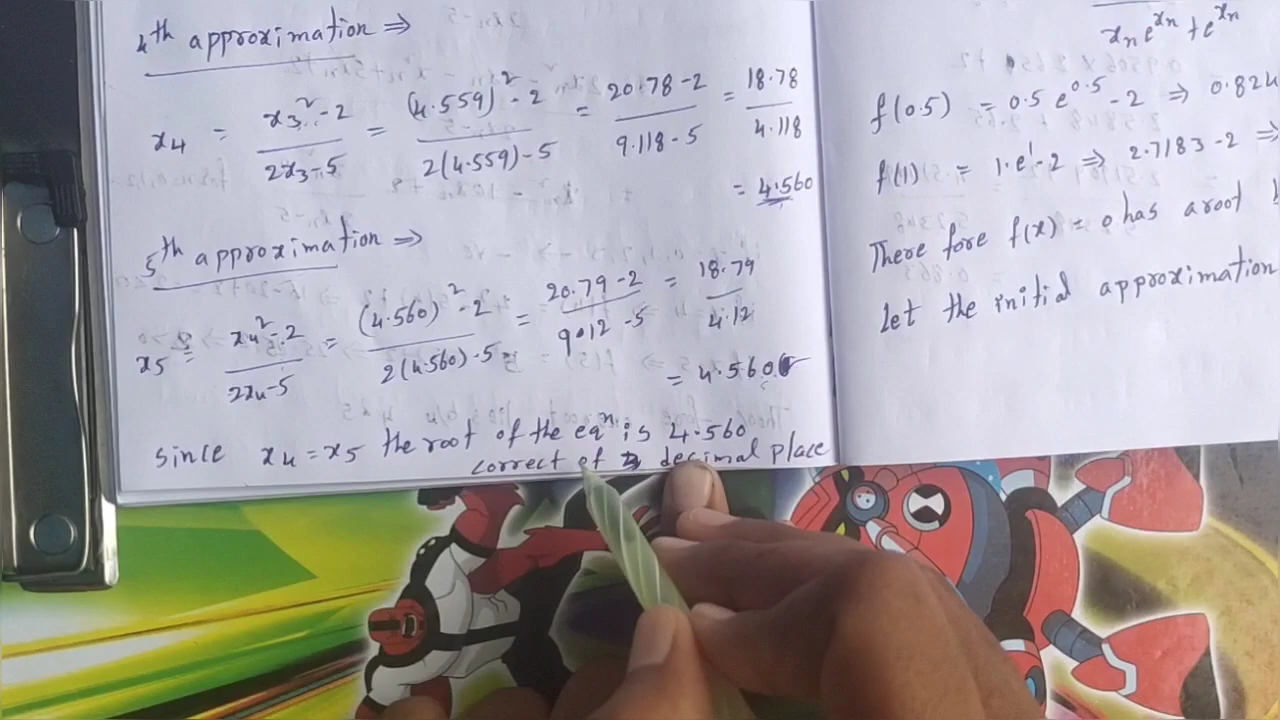 4th approximation ⇒
x4 = x3² - 2 / 2x3 - 5 = (4.559)² - 2 / 2(4.559) - 5 = 20.78 - 2 / 9.118 - 5 = 18.78 / 4.118
= 4.560
5th approximation ⇒
x5 = x4² - 2 / 2x4 - 5 = (4.560)² - 2 / 2(4.560) - 5 = 20.79 - 2 / 9.12 - 5 = 18.79 / 4.12
= 4.560
since x4 = x5 the root of the eqn is 4.560
correct of decimal place
xn e^xn + e^xn
f(0.5) = 0.5 e^0.5 - 2 ⇒ 0.824
f(1) = 1.e^1 - 2 ⇒ 2.7183 - 2 ⇒
There fore f(x) = 0 has a root
let the initial approximation